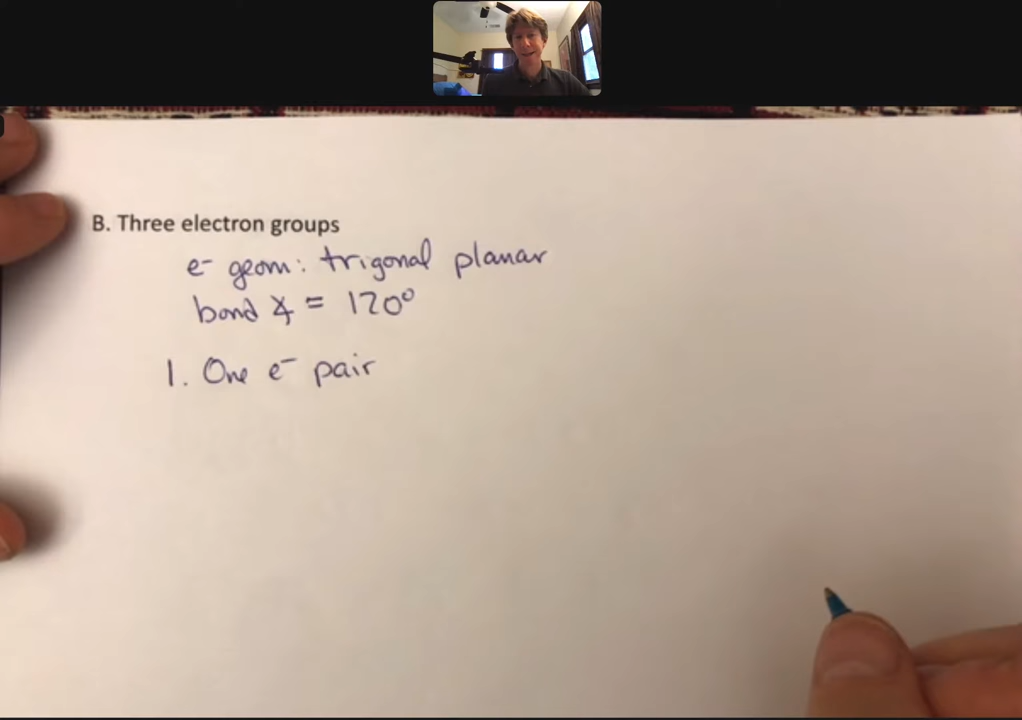 B. Three electron groups
e⁻ geom: trigonal planar
bond ∡ = 120°
1. One e⁻ pair